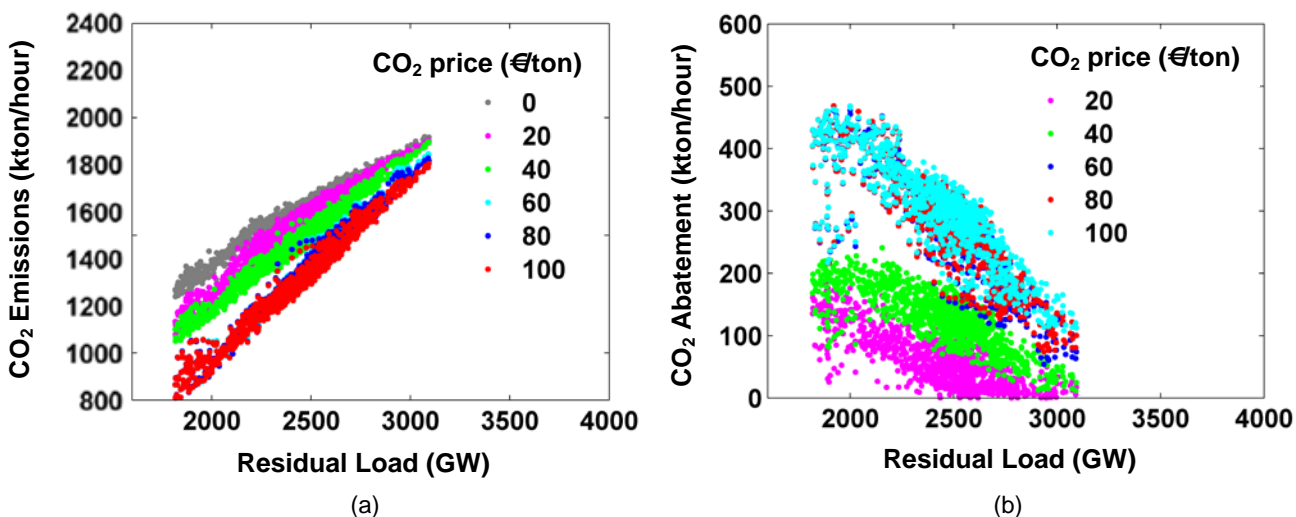 CO₂ Emissions (kton/hour)
2400
2200
2000
1800
1600
1400
1200
1000
800
CO₂ price (€/ton)
0
20
40
60
80
100
2000 2500 3000 3500 4000
Residual Load (GW)
(a)
CO₂ Abatement (kton/hour)
600
500
400
300
200
100
0
CO₂ price (€/ton)
20
40
60
80
100
2000 2500 3000 3500 4000
Residual Load (GW)
(b)